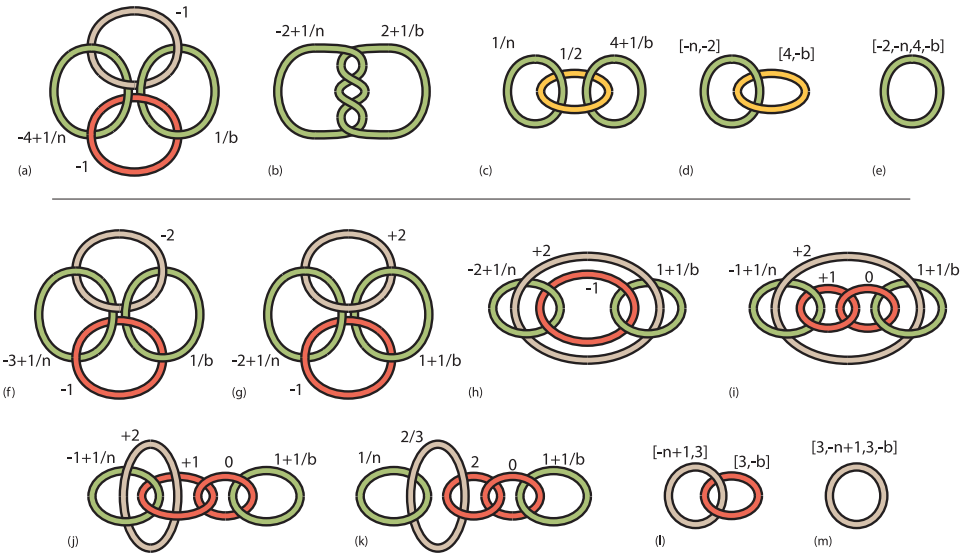 -1
-4+1/n
1/b
-1
(a)
-2+1/n
2+1/b
(b)
1/n
1/2
4+1/b
(c)
[-n,-2]
[4,-b]
(d)
[-2,-n,4,-b]
(e)
-2
-3+1/n
1/b
-1
(f)
+2
-2+1/n
1+1/b
-1
(g)
+2
-2+1/n
1+1/b
-1
(h)
+2
-1+1/n
+1
0
1+1/b
(i)
+2
-1+1/n
+1
0
1+1/b
(j)
2/3
1/n
2
0
1+1/b
(k)
[-n+1,3]
[3,-b]
(l)
[3,-n+1,3,-b]
(m)